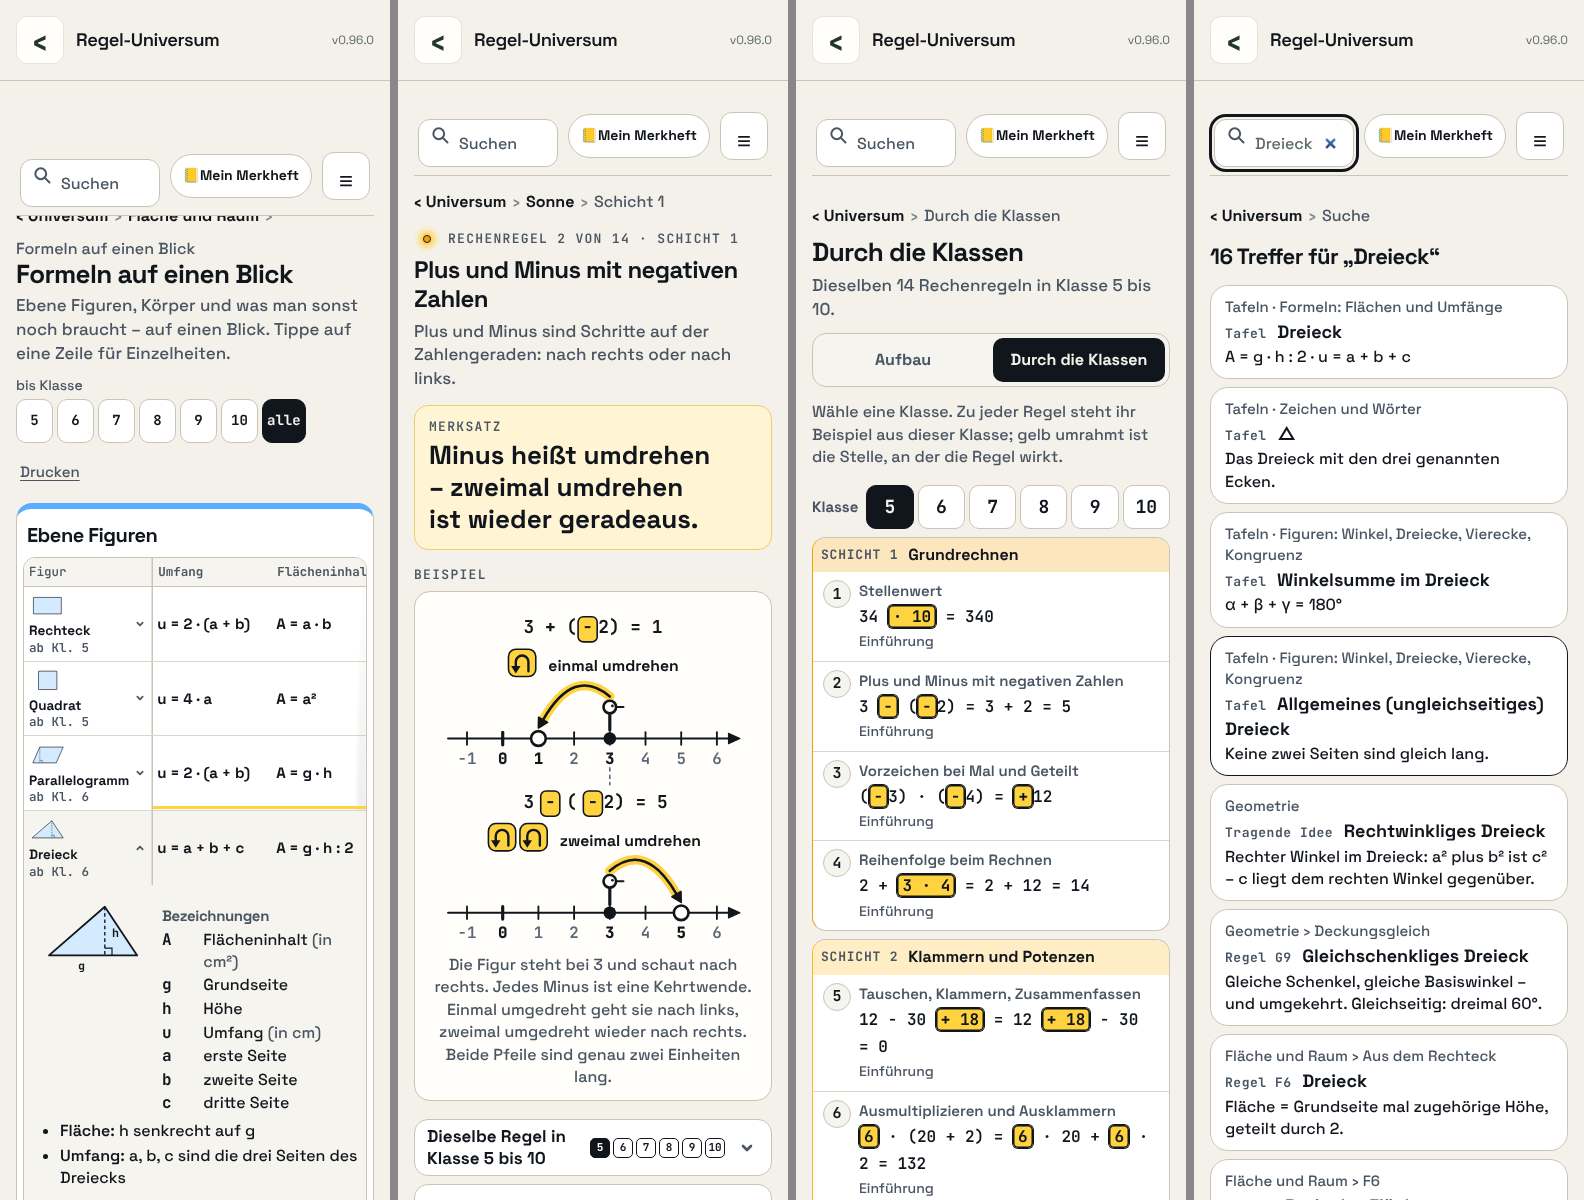 <
Regel-Universum
v0.96.0
Suchen
Mein Merkheft
≡
< Universum > Fläche und Raum >
Formeln auf einen Blick
Formeln auf einen Blick
Ebene Figuren, Körper und was man sonst
noch braucht – auf einen Blick. Tippe auf
eine Zeile für Einzelheiten.
bis Klasse
5 6 7 8 9 10 alle
Drucken
Ebene Figuren
Figur Umfang Flächeninhal
Rechteck
ab Kl. 5
u = 2 · (a + b) A = a · b
Quadrat
ab Kl. 5
u = 4 · a A = a²
Parallelogramm
ab Kl. 6
u = 2 · (a + b) A = g · h
Dreieck
ab Kl. 6
u = a + b + c A = g · h : 2
h
g
Bezeichnungen
A Flächeninhalt (in
cm²)
g Grundseite
h Höhe
u Umfang (in cm)
a erste Seite
b zweite Seite
c dritte Seite
• Fläche: h senkrecht auf g
• Umfang: a, b, c sind die drei Seiten des
Dreiecks
<
Regel-Universum
v0.96.0
Suchen
Mein Merkheft
≡
< Universum > Sonne > Schicht 1
RECHENREGEL 2 VON 14 · SCHICHT 1
Plus und Minus mit negativen
Zahlen
Plus und Minus sind Schritte auf der
Zahlengeraden: nach rechts oder nach
links.
MERKSATZ
Minus heißt umdrehen
– zweimal umdrehen
ist wieder geradeaus.
BEISPIEL
3 + (-2) = 1
einmal umdrehen
-1 0 1 2 3 4 5 6
3 - (-2) = 5
zweimal umdrehen
-1 0 1 2 3 4 5 6
Die Figur steht bei 3 und schaut nach
rechts. Jedes Minus ist eine Kehrtwende.
Einmal umgedreht geht sie nach links,
zweimal umgedreht wieder nach rechts.
Beide Pfeile sind genau zwei Einheiten
lang.
Dieselbe Regel in
Klasse 5 bis 10
5 6 7 8 9 10
<
Regel-Universum
v0.96.0
Suchen
Mein Merkheft
≡
< Universum > Durch die Klassen
Durch die Klassen
Dieselben 14 Rechenregeln in Klasse 5 bis
10.
Aufbau Durch die Klassen
Wähle eine Klasse. Zu jeder Regel steht ihr
Beispiel aus dieser Klasse; gelb umrahmt ist
die Stelle, an der die Regel wirkt.
Klasse 5 6 7 8 9 10
SCHICHT 1 Grundrechnen
1 Stellenwert
34 · 10 = 340
Einführung
2 Plus und Minus mit negativen Zahlen
3 - (-2) = 3 + 2 = 5
Einführung
3 Vorzeichen bei Mal und Geteilt
(-3) · (-4) = +12
Einführung
4 Reihenfolge beim Rechnen
2 + 3 · 4 = 2 + 12 = 14
Einführung
SCHICHT 2 Klammern und Potenzen
5 Tauschen, Klammern, Zusammenfassen
12 - 30 + 18 = 12 + 18 - 30
= 0
Einführung
6 Ausmultiplizieren und Ausklammern
6 · (20 + 2) = 6 · 20 + 6 ·
2 = 132
Einführung
<
Regel-Universum
v0.96.0
Dreieck ×
Mein Merkheft
≡
< Universum > Suche
16 Treffer für „Dreieck“
Tafeln · Formeln: Flächen und Umfänge
Tafel Dreieck
A = g · h : 2 · u = a + b + c
Tafeln · Zeichen und Wörter
Tafel △
Das Dreieck mit den drei genannten
Ecken.
Tafeln · Figuren: Winkel, Dreiecke, Vierecke,
Kongruenz
Tafel Winkelsumme im Dreieck
α + β + γ = 180°
Tafeln · Figuren: Winkel, Dreiecke, Vierecke,
Kongruenz
Tafel Allgemeines (ungleichseitiges)
Dreieck
Keine zwei Seiten sind gleich lang.
Geometrie
Tragende Idee Rechtwinkliges Dreieck
Rechter Winkel im Dreieck: a² plus b² ist c²
– c liegt dem rechten Winkel gegenüber.
Geometrie > Deckungsgleich
Regel G9 Gleichschenkliges Dreieck
Gleiche Schenkel, gleiche Basiswinkel –
und umgekehrt. Gleichseitig: dreimal 60°.
Fläche und Raum > Aus dem Rechteck
Regel F6 Dreieck
Fläche = Grundseite mal zugehörige Höhe,
geteilt durch 2.
Fläche und Raum > F6